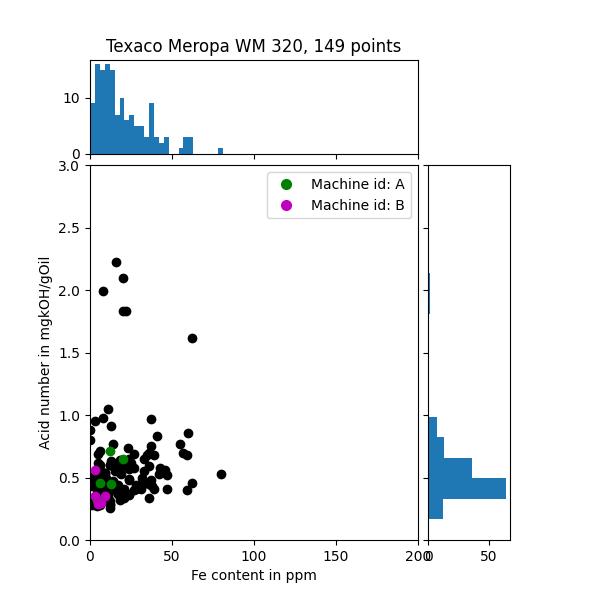 Texaco Meropa WM 320, 149 points
10
0
3.0
2.5
2.0
1.5
1.0
0.5
0.0
Acid number in mgkOH/gOil
Machine id: A
Machine id: B
0 50 100 150 200
0 50
Fe content in ppm